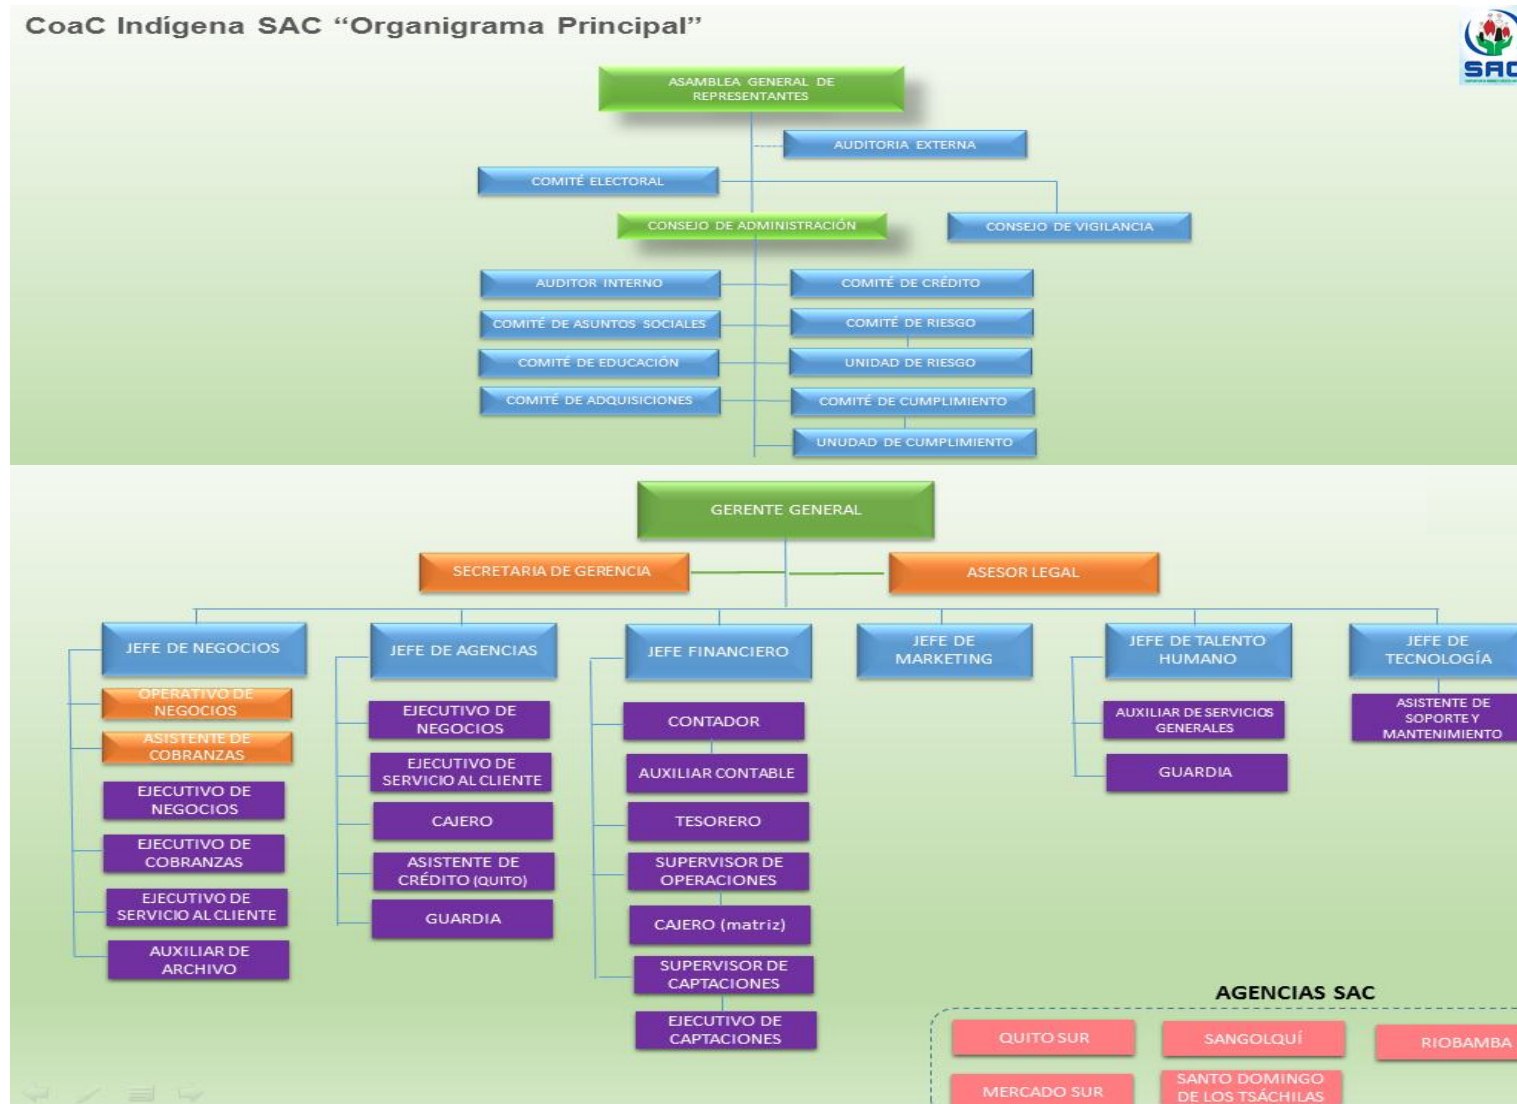 CoaC Indígena SAC “Organigrama Principal”
SAC
ASAMBLEA GENERAL DE
REPRESENTANTES
AUDITORIA EXTERNA
COMITÉ ELECTORAL
CONSEJO DE ADMINISTRACIÓN
CONSEJO DE VIGILANCIA
AUDITOR INTERNO
COMITÉ DE CRÉDITO
COMITÉ DE ASUNTOS SOCIALES
COMITÉ DE RIESGO
COMITÉ DE EDUCACIÓN
UNIDAD DE RIESGO
COMITÉ DE ADQUISICIONES
COMITÉ DE CUMPLIMIENTO
UNUDAD DE CUMPLIMIENTO
GERENTE GENERAL
SECRETARIA DE GERENCIA
ASESOR LEGAL
JEFE DE NEGOCIOS
OPERATIVO DE
NEGOCIOS
ASISTENTE DE
COBRANZAS
EJECUTIVO DE
NEGOCIOS
EJECUTIVO DE
COBRANZAS
EJECUTIVO DE
SERVICIO AL CLIENTE
AUXILIAR DE
ARCHIVO
JEFE DE AGENCIAS
EJECUTIVO DE
NEGOCIOS
EJECUTIVO DE
SERVICIO AL CLIENTE
CAJERO
ASISTENTE DE
CRÉDITO (QUITO)
GUARDIA
JEFE FINANCIERO
CONTADOR
AUXILIAR CONTABLE
TESORERO
SUPERVISOR DE
OPERACIONES
CAJERO (matriz)
SUPERVISOR DE
CAPTACIONES
EJECUTIVO DE
CAPTACIONES
JEFE DE
MARKETING
JEFE DE TALENTO
HUMANO
AUXILIAR DE SERVICIOS
GENERALES
GUARDIA
JEFE DE
TECNOLOGÍA
ASISTENTE DE
SOPORTE Y
MANTENIMIENTO
AGENCIAS SAC
QUITO SUR
SANGOLQUÍ
RIOBAMBA
MERCADO SUR
SANTO DOMINGO
DE LOS TSÁCHILAS